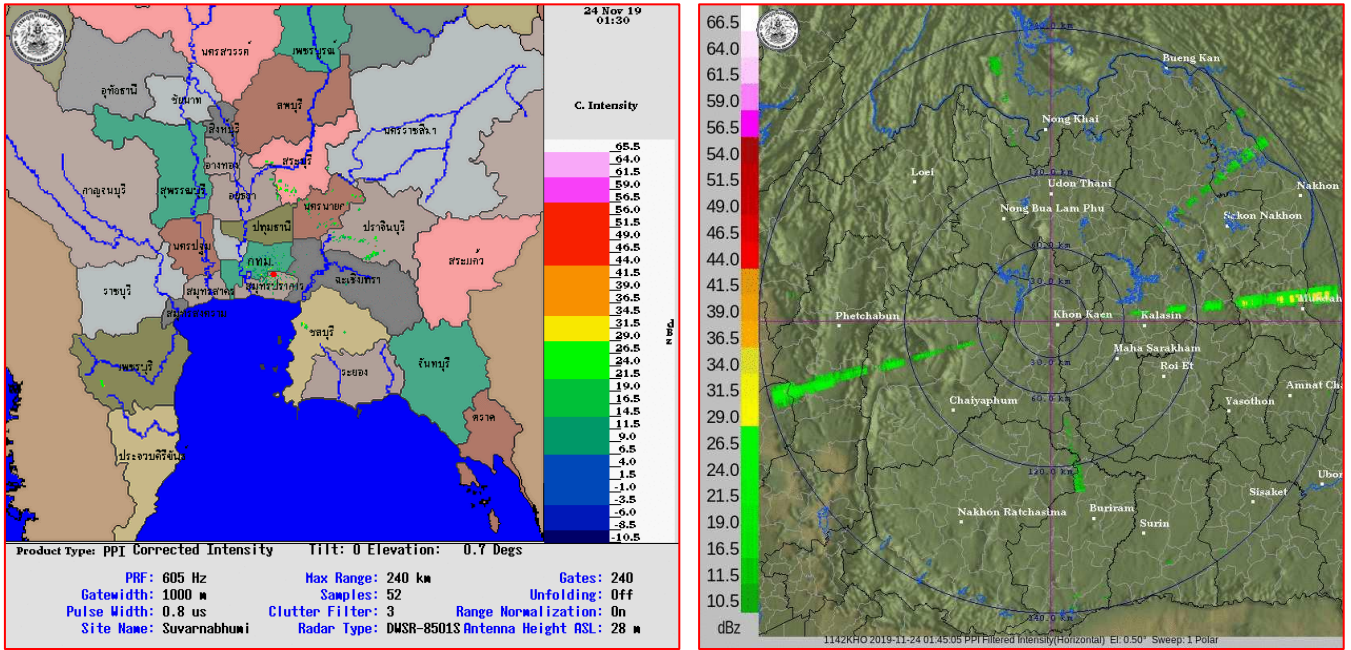 24 Nov 19
01:30
C. Intensity
65.5
64.0
61.5
59.0
56.5
56.0
51.5
49.0
46.5
44.0
41.5
39.0
36.5
34.5
31.5
29.0
26.5
24.0
21.5
19.0
16.5
14.5
11.5
9.0
6.5
4.0
1.5
-1.0
-3.5
-6.0
-8.5
-10.5
นครสวรรค์
เพชรบูรณ์
อุทัยธานี
ชัยนาท
ลพบุรี
สิงห์บุรี
นครราชสีมา
อ่างทอง
สระบุรี
กาญจนบุรี
สุพรรณบุรี
อยุธยา
นครนายก
ปทุมธานี
ปราจีนบุรี
นครปฐม
กทม.
สระแก้ว
ราชบุรี
สมุทรสาคร
สมุทรปราการ
ฉะเชิงเทรา
สมุทรสงคราม
ชลบุรี
เพชรบุรี
ระยอง
จันทบุรี
ตราด
ประจวบคีรีขันธ์
Product Type: PPI Corrected Intensity Tilt: 0 Elevation: 0.7 Degs
PRF: 605 Hz Max Range: 240 km Gates: 240
Gatewidth: 1000 m Samples: 52 Unfolding: Off
Pulse Width: 0.8 us Clutter Filter: 3 Range Normalization: On
Site Name: Suvarnabhumi Radar Type: DWSR-8501S Antenna Height ASL: 28 m
66.5
64.0
61.5
59.0
56.5
54.0
51.5
49.0
46.5
44.0
41.5
39.0
36.5
34.0
31.5
29.0
26.5
24.0
21.5
19.0
16.5
11.5
10.5
dBz
Bueng Kan
Nong Khai
Loei
Udon Thani
Nakhon
Nong Bua Lam Phu
Sakon Nakhon
Mukdah
Phetchabun
Khon Kaen
Kalasin
Maha Sarakham
Roi Et
Amnat Cha
Chaiyaphum
Yasothon
Ubon
Sisaket
Nakhon Ratchasima
Buriram
Surin
1142KHO 2019-11-24 01:45:05 PPI Filtered Intensity(Horizontal) El: 0.50° Sweep: 1 Polar